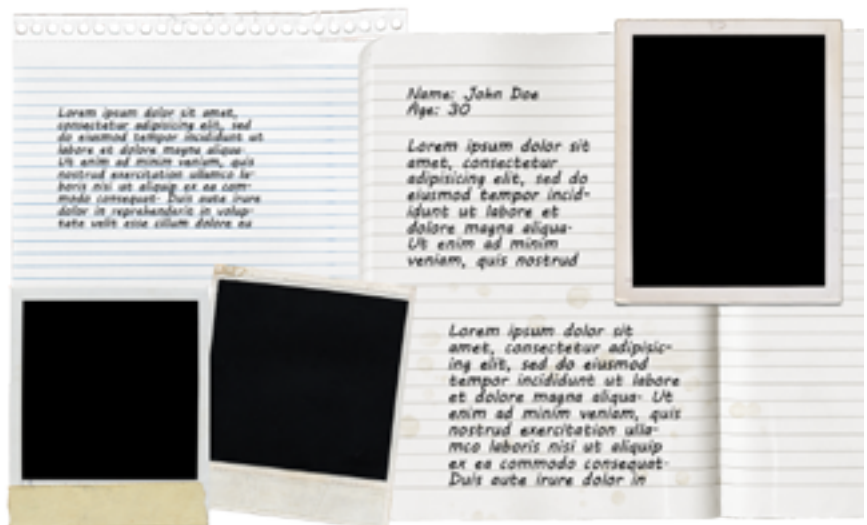 Lorem ipsum dolor sit amet,
consectetur adipisicing elit, sed
do eiusmod tempor incididunt ut
labore et dolore magna aliqua.
Ut enim ad minim veniam, quis
nostrud exercitation ullamco la-
boris nisi ut aliquip ex ea com-
modo consequat. Duis aute irure
dolor in reprehenderit in volup-
tate velit esse cillum dolore eu
Name: John Doe
Age: 30
Lorem ipsum dolor sit
amet, consectetur
adipisicing elit, sed do
eiusmod tempor incid-
idunt ut labore et
dolore magna aliqua.
Ut enim ad minim
veniam, quis nostrud
Lorem ipsum dolor sit
amet, consectetur adipisic-
ing elit, sed do eiusmod
tempor incididunt ut labore
et dolore magna aliqua. Ut
enim ad minim veniam, quis
nostrud exercitation ulla-
mco laboris nisi ut aliquip
ex ea commodo consequat.
Duis aute irure dolor in